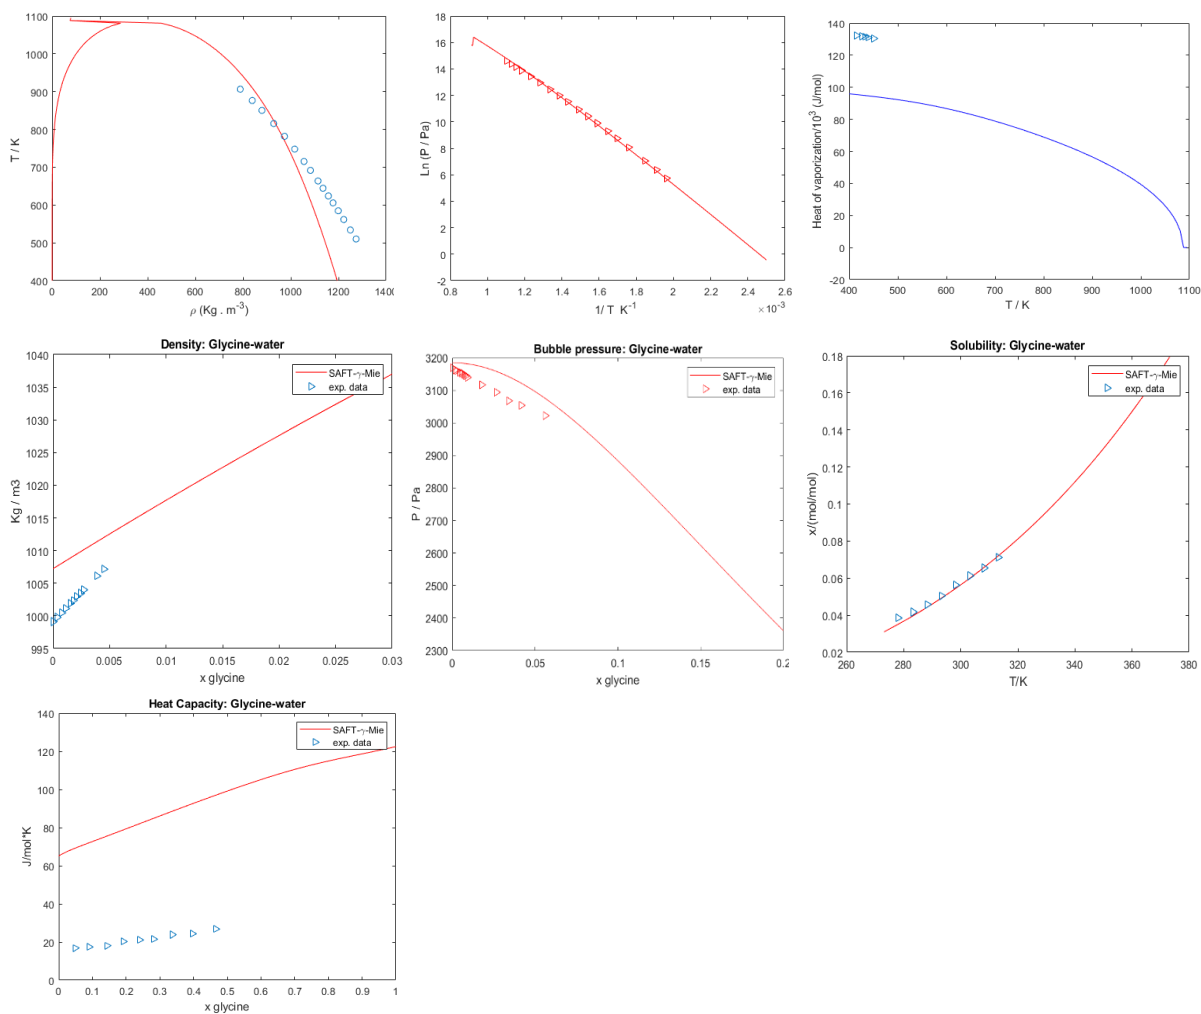 1100
1000
900
800
700
600
500
400
T / K
0 200 400 600 800 1000 1200 1400
ρ (Kg . m⁻³)
18
16
14
12
10
8
6
4
2
0
-2
Ln (P / Pa)
0.8 1 1.2 1.4 1.6 1.8 2 2.2 2.4 2.6
1/ T K⁻¹
×10⁻³
140
120
100
80
60
40
20
0
-20
Heat of vaporization/10³ (J/mol)
400 500 600 700 800 900 1000 1100
T / K
Density: Glycine-water
1040
1035
1030
1025
1020
1015
1010
1005
1000
995
Kg / m3
SAFT-γ-Mie
exp. data
0 0.005 0.01 0.015 0.02 0.025 0.03
x glycine
Bubble pressure: Glycine-water
3200
3100
3000
2900
2800
2700
2600
2500
2400
2300
P / Pa
SAFT-γ-Mie
exp. data
0 0.05 0.1 0.15 0.2
x glycine
Solubility: Glycine-water
0.18
0.16
0.14
0.12
0.1
0.08
0.06
0.04
0.02
x/(mol/mol)
SAFT-γ-Mie
exp. data
260 280 300 320 340 360 380
T/K
Heat Capacity: Glycine-water
140
120
100
80
60
40
20
0
J/mol*K
SAFT-γ-Mie
exp. data
0 0.1 0.2 0.3 0.4 0.5 0.6 0.7 0.8 0.9 1
x glycine